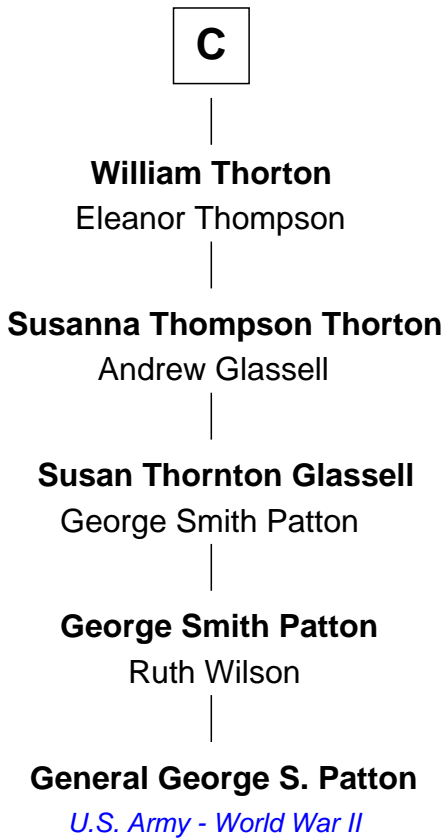 C
William Thorton
Eleanor Thompson
Susanna Thompson Thorton
Andrew Glassell
Susan Thornton Glassell
George Smith Patton
George Smith Patton
Ruth Wilson
General George S. Patton
U.S. Army - World War II